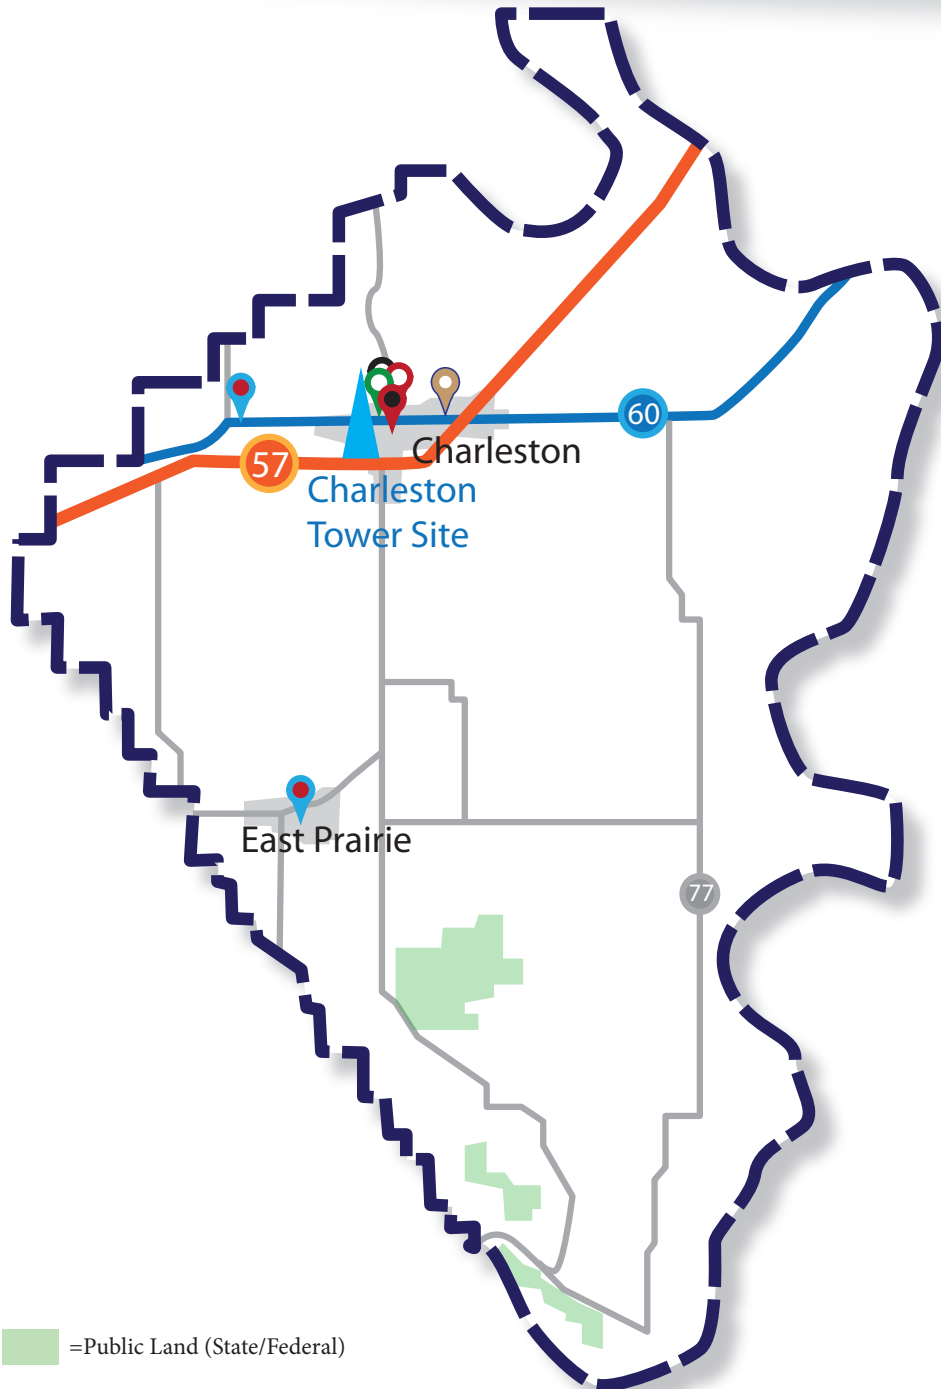 60
Charleston
57
Charleston
Tower Site
East Prairie
77
=Public Land (State/Federal)